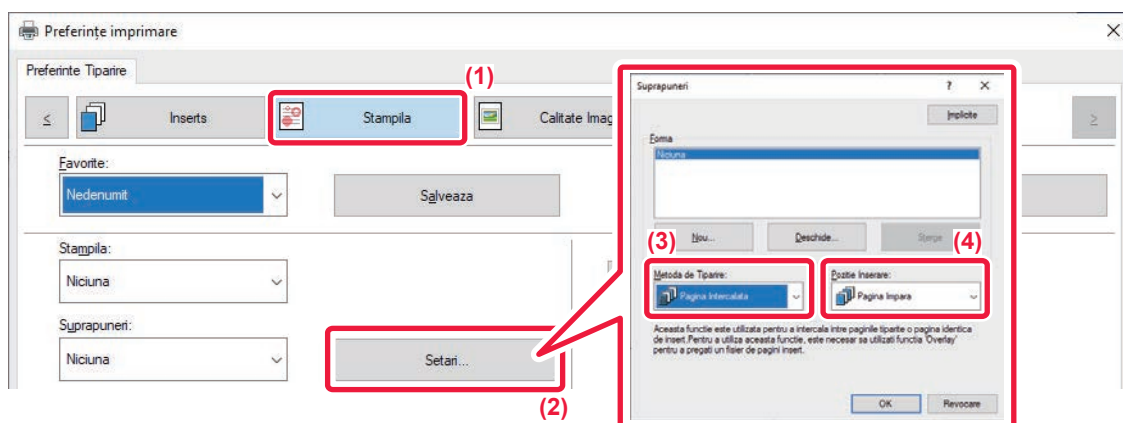 Preferințe imprimare
Preferinte Tiparire
(1)
≤
Inserts
Stampila
Calitate Imag
≥
Favorite:
Nedenumit
Salveaza
Stampila:
Niciuna
Suprapuneri:
Niciuna
Setari...
(2)
Suprapuneri
?
Implicite
Forma
Niciuna
Nou...
Deschide...
Sterge
(3)
(4)
Metoda de Tiparire:
Pagina Intercalata
Pozitie Inserare:
Pagina Impara
Aceasta functie este utilizata pentru a intercala intre paginile tiparite o pagina identica
de insert.Pentru a utiliza aceasta functie, este necesar sa utilizati functia 'Overlay'
pentru a pregati un fisier de pagini insert.
OK
Revocare